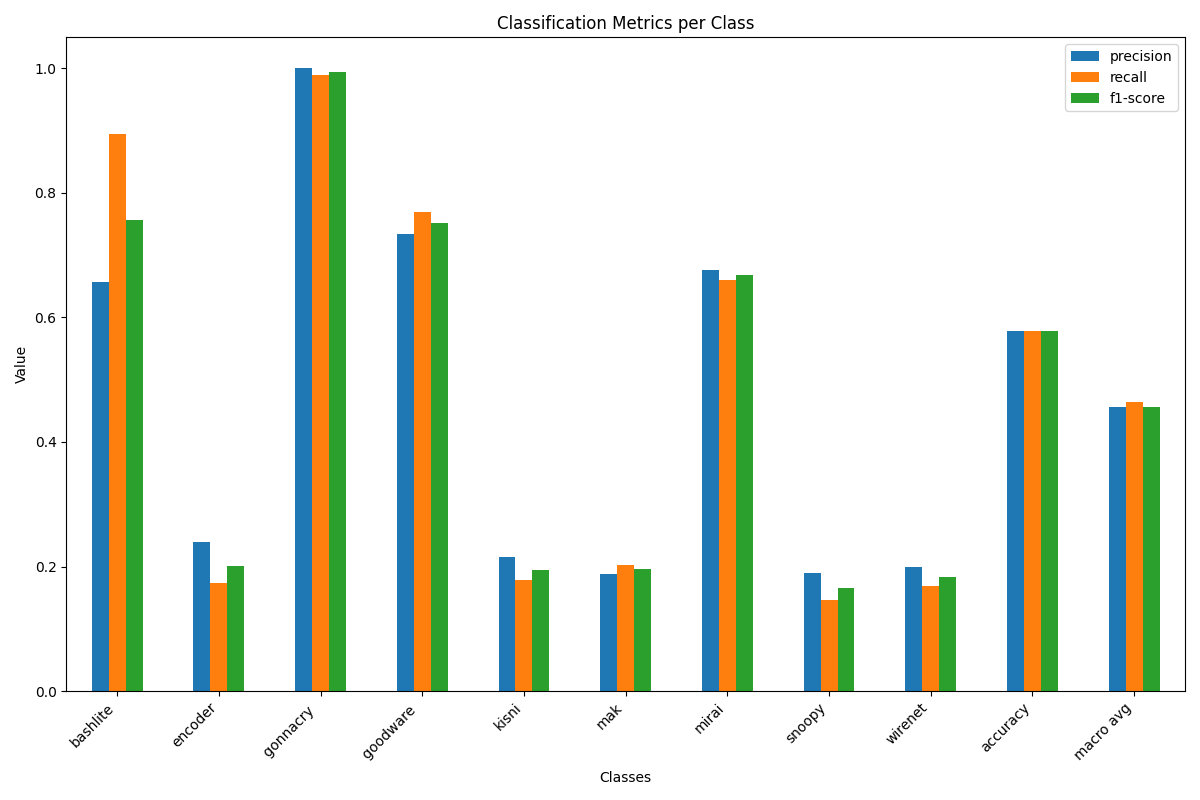 Classification Metrics per Class
precision
recall
f1-score
1.0
0.8
0.6
0.4
0.2
0.0
Value
bashlite
encoder
gonnacry
goodware
kisni
mak
mirai
snoopy
wirenet
accuracy
macro avg
Classes